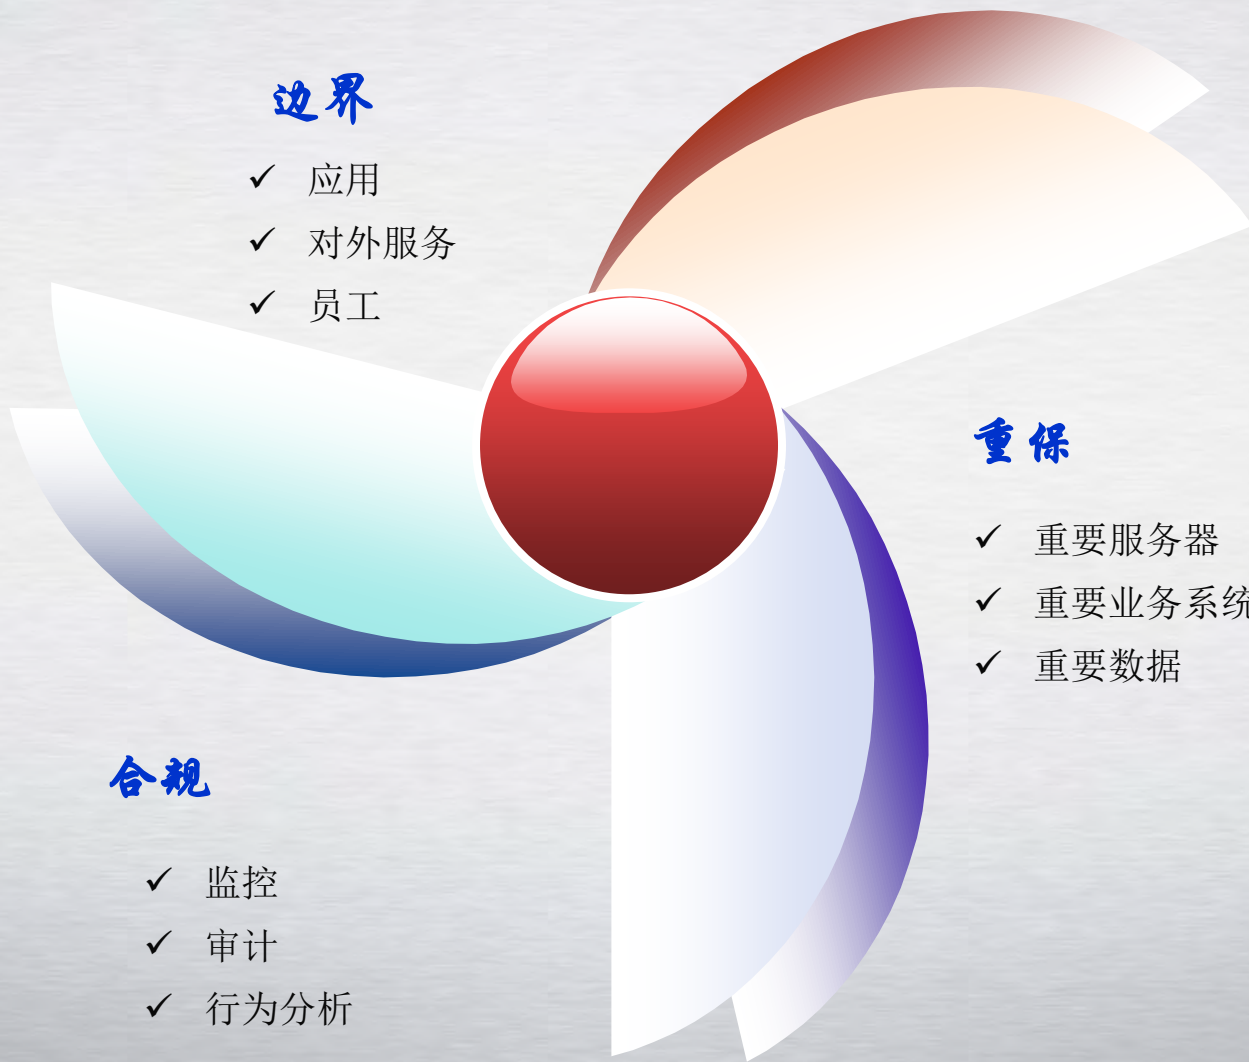 边界
✓ 应用
✓ 对外服务
✓ 员工
重保
✓ 重要服务器
✓ 重要业务系统
✓ 重要数据
合规
✓ 监控
✓ 审计
✓ 行为分析